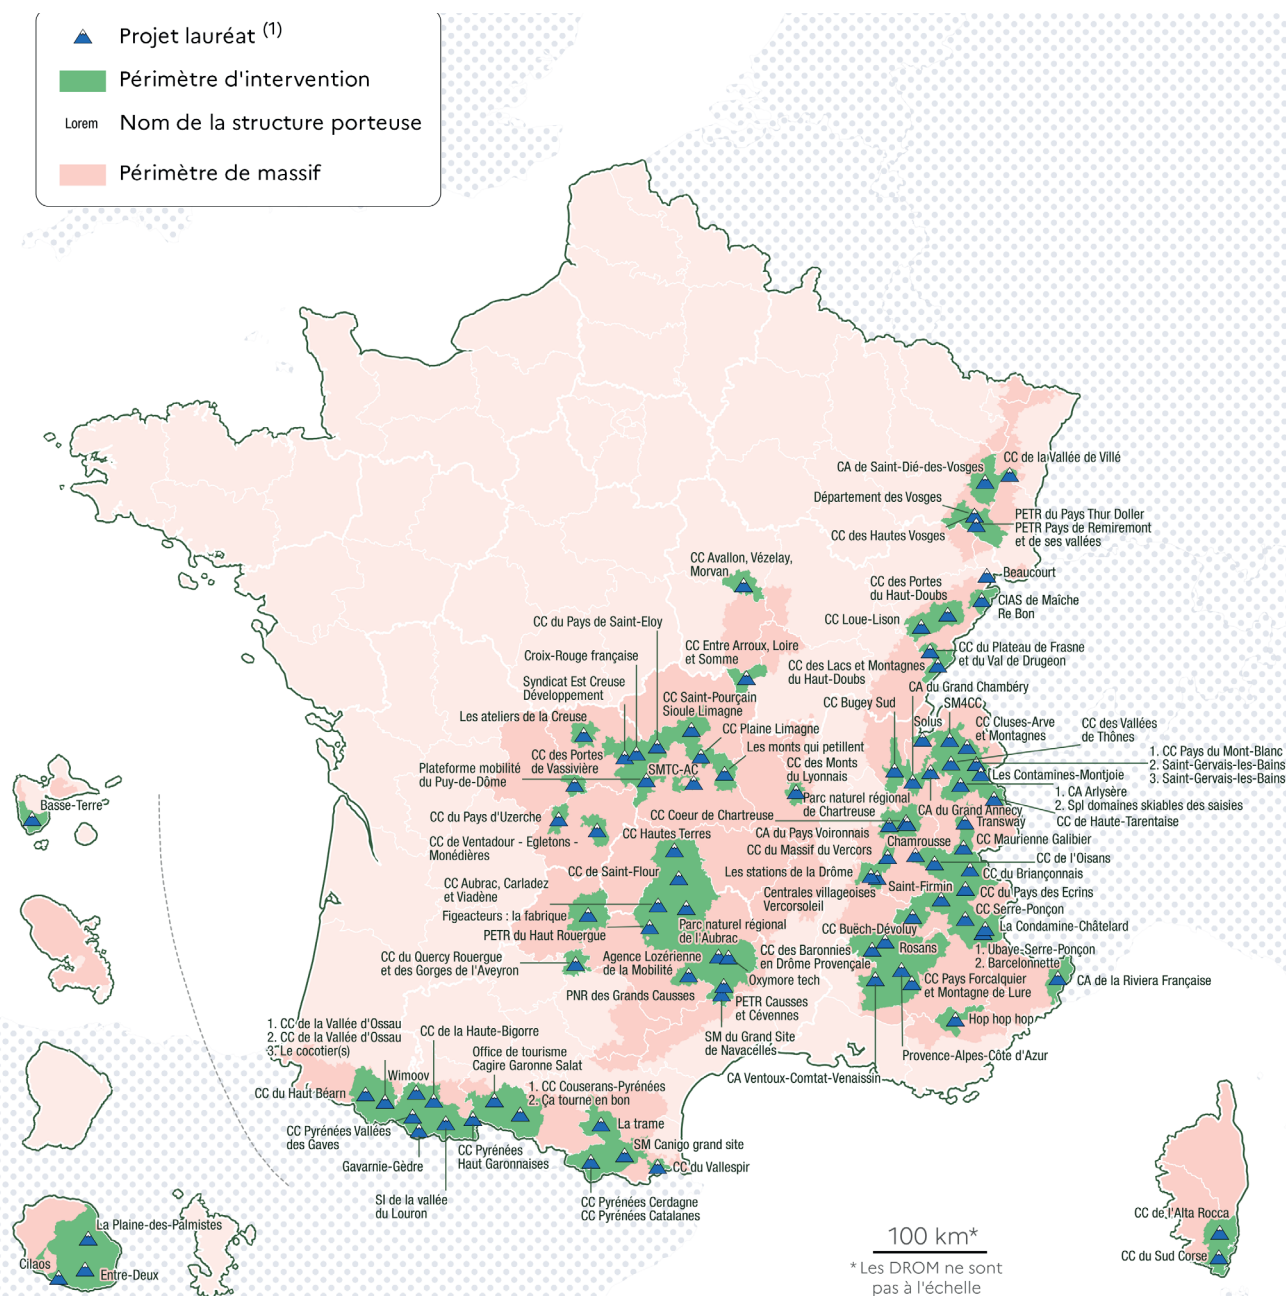 Projet lauréat (1)
Périmètre d'intervention
Lorem
Nom de la structure porteuse
Périmètre de massif
CA de Saint-Dié-des-Vosges
CC de la Vallée de Villé
Département des Vosges
PETR du Pays Thur Doller
PETR Pays de Remiremont
et de ses vallées
CC des Hautes Vosges
CC Avallon, Vézelay,
Morvan
Beaucourt
CC des Portes
du Haut-Doubs
CIAS de Maîche
Re Bon
CC Loue-Lison
CC du Pays de Saint-Eloy
CC Entre Arroux, Loire
et Somme
CC du Plateau de Frasne
et du Val de Drugeon
Croix-Rouge française
CC des Lacs et Montagnes
du Haut-Doubs
Syndicat Est Creuse
Développement
CA du Grand Chambéry
CC Saint-Pourçain
Sioule Limagne
CC Bugey Sud
SM4CC
Les ateliers de la Creuse
Solus
CC Cluses-Arve
et Montagnes
CC des Vallées
de Thônes
CC Plaine Limagne
Les monts qui petillent
CC des Portes
de Vassivière
CC des Monts
du Lyonnais
1. CC Pays du Mont-Blanc
2. Saint-Gervais-les-Bains
3. Saint-Gervais-les-Bains
Plateforme mobilité
du Puy-de-Dôme
SMTC-AC
Les Contamines-Montjoie
1. CA Arlysère
2. Spl domaines skiables des saisies
Parc naturel régional
de Chartreuse
Basse-Terre
CC du Pays d'Uzerche
CC Coeur de Chartreuse
CA du Grand Annecy
Transway
CC de Haute-Tarentaise
CC Hautes Terres
CA du Pays Voironnais
CC de Ventadour - Egletons -
Monédières
Chamrousse
CC Maurienne Galibier
CC du Massif du Vercors
CC de l'Oisans
CC de Saint-Flour
Les stations de la Drôme
CC du Briançonnais
CC Aubrac, Carladez
et Viadène
Centrales villageoises
Vercorsoleil
Saint-Firmin
CC du Pays des Ecrins
Figeacteurs : la fabrique
CC Serre-Ponçon
PETR du Haut Rouergue
Parc naturel régional
de l'Aubrac
CC Buëch-Dévoluy
La Condamine-Châtelard
CC du Quercy Rouergue
et des Gorges de l'Aveyron
Agence Lozérienne
de la Mobilité
CC des Baronnies
en Drôme Provençale
Rosans
1. Ubaye-Serre-Ponçon
2. Barcelonnette
Oxymore tech
CC Pays Forcalquier
et Montagne de Lure
CA de la Riviera Française
PNR des Grands Causses
PETR Causses
et Cévennes
Hop hop hop
1. CC de la Vallée d'Ossau
2. CC de la Vallée d'Ossau
3. Le cocotier(s)
CC de la Haute-Bigorre
SM du Grand Site
de Navacelles
Provence-Alpes-Côte d'Azur
Office de tourisme
Cagire Garonne Salat
CA Ventoux-Comtat-Venaissin
Wimoov
CC du Haut Béarn
1. CC Couserans-Pyrénées
2. Ça tourne en bon
La trame
CC Pyrénées Vallées
des Gaves
SM Canigo grand site
CC Pyrénées
Haut Garonnaises
Gavarnie-Gèdre
CC du Vallespir
SI de la vallée
du Louron
CC Pyrénées Cerdagne
CC Pyrénées Catalanes
La Plaine-des-Palmistes
Cilaos
Entre-Deux
CC de l'Alta Rocca
CC du Sud Corse
100 km*
* Les DROM ne sont
pas à l'échelle